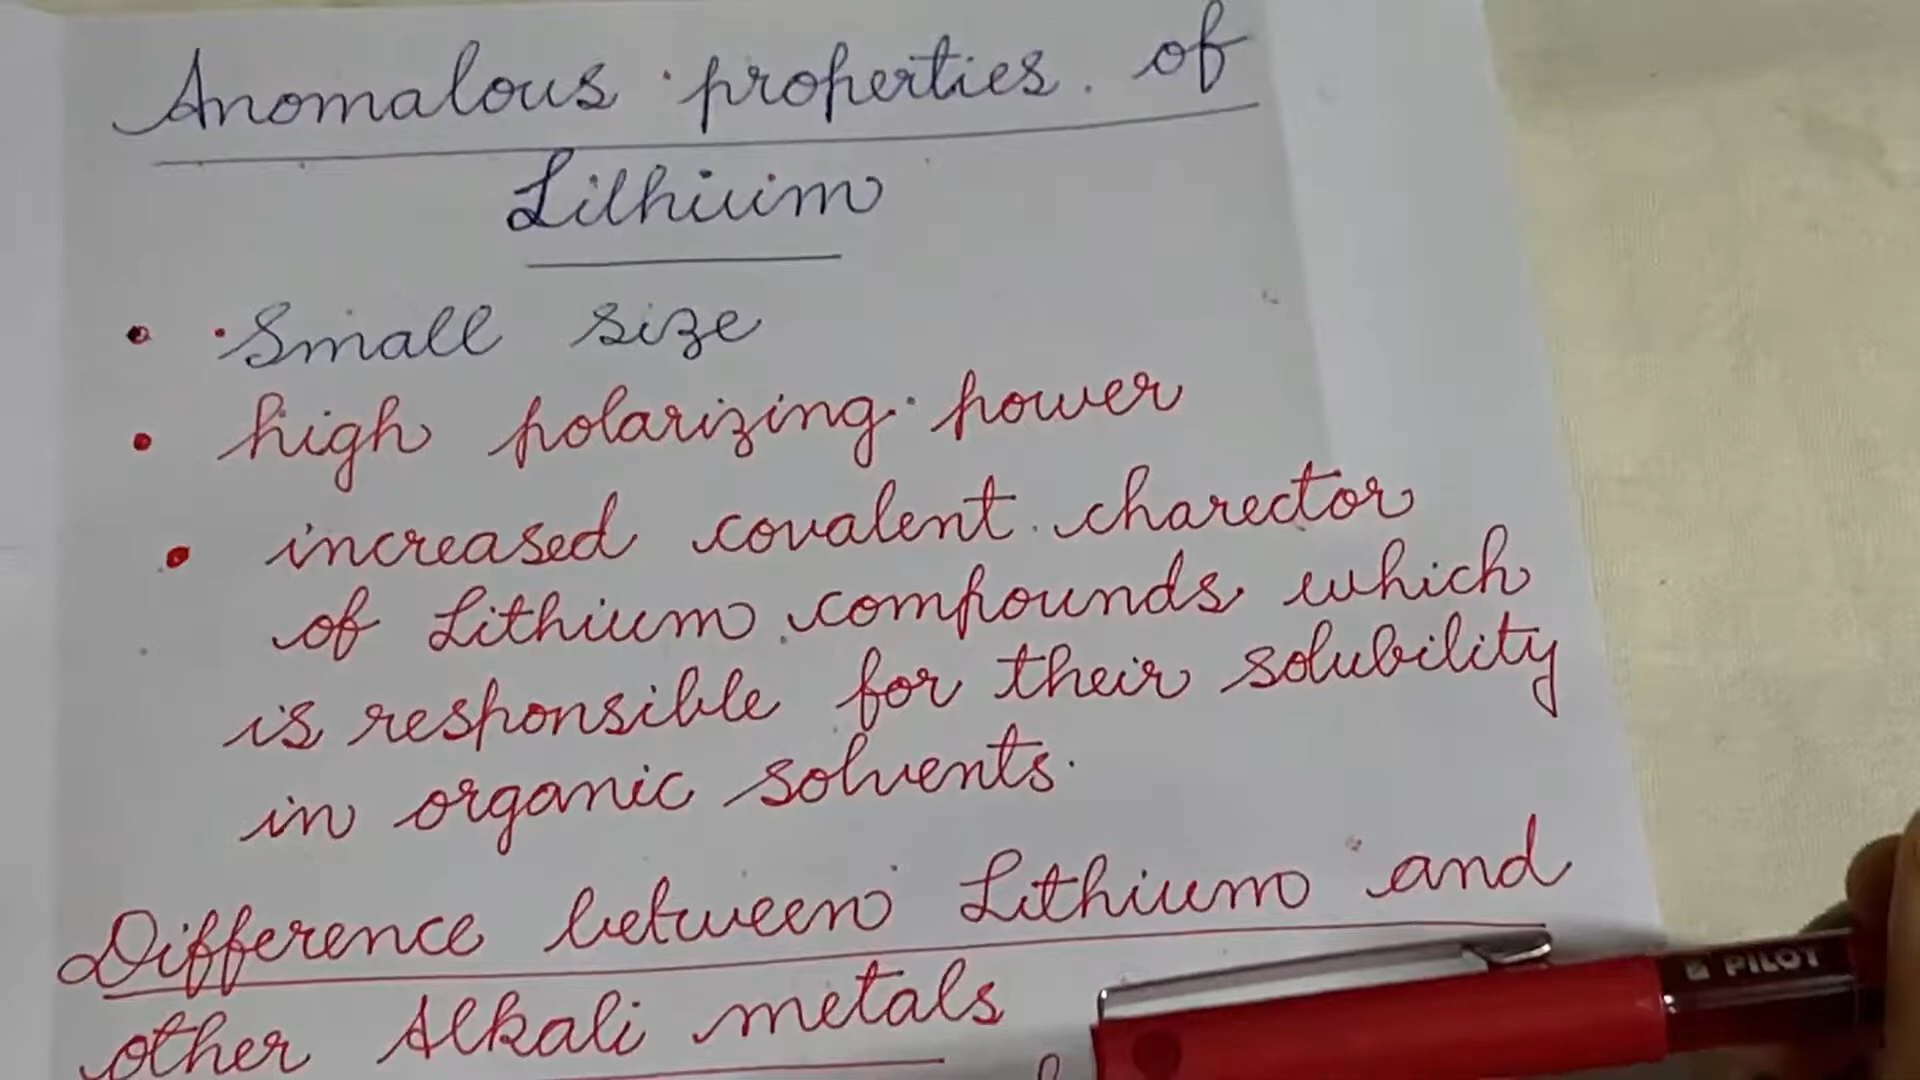 Anomalous properties of
Lithium
• Small size
• high polarizing power
• increased covalent charector
of Lithium compounds which
is responsible for their solubility
in organic solvents.
Difference between Lithium and
other Alkali metals
PILOT